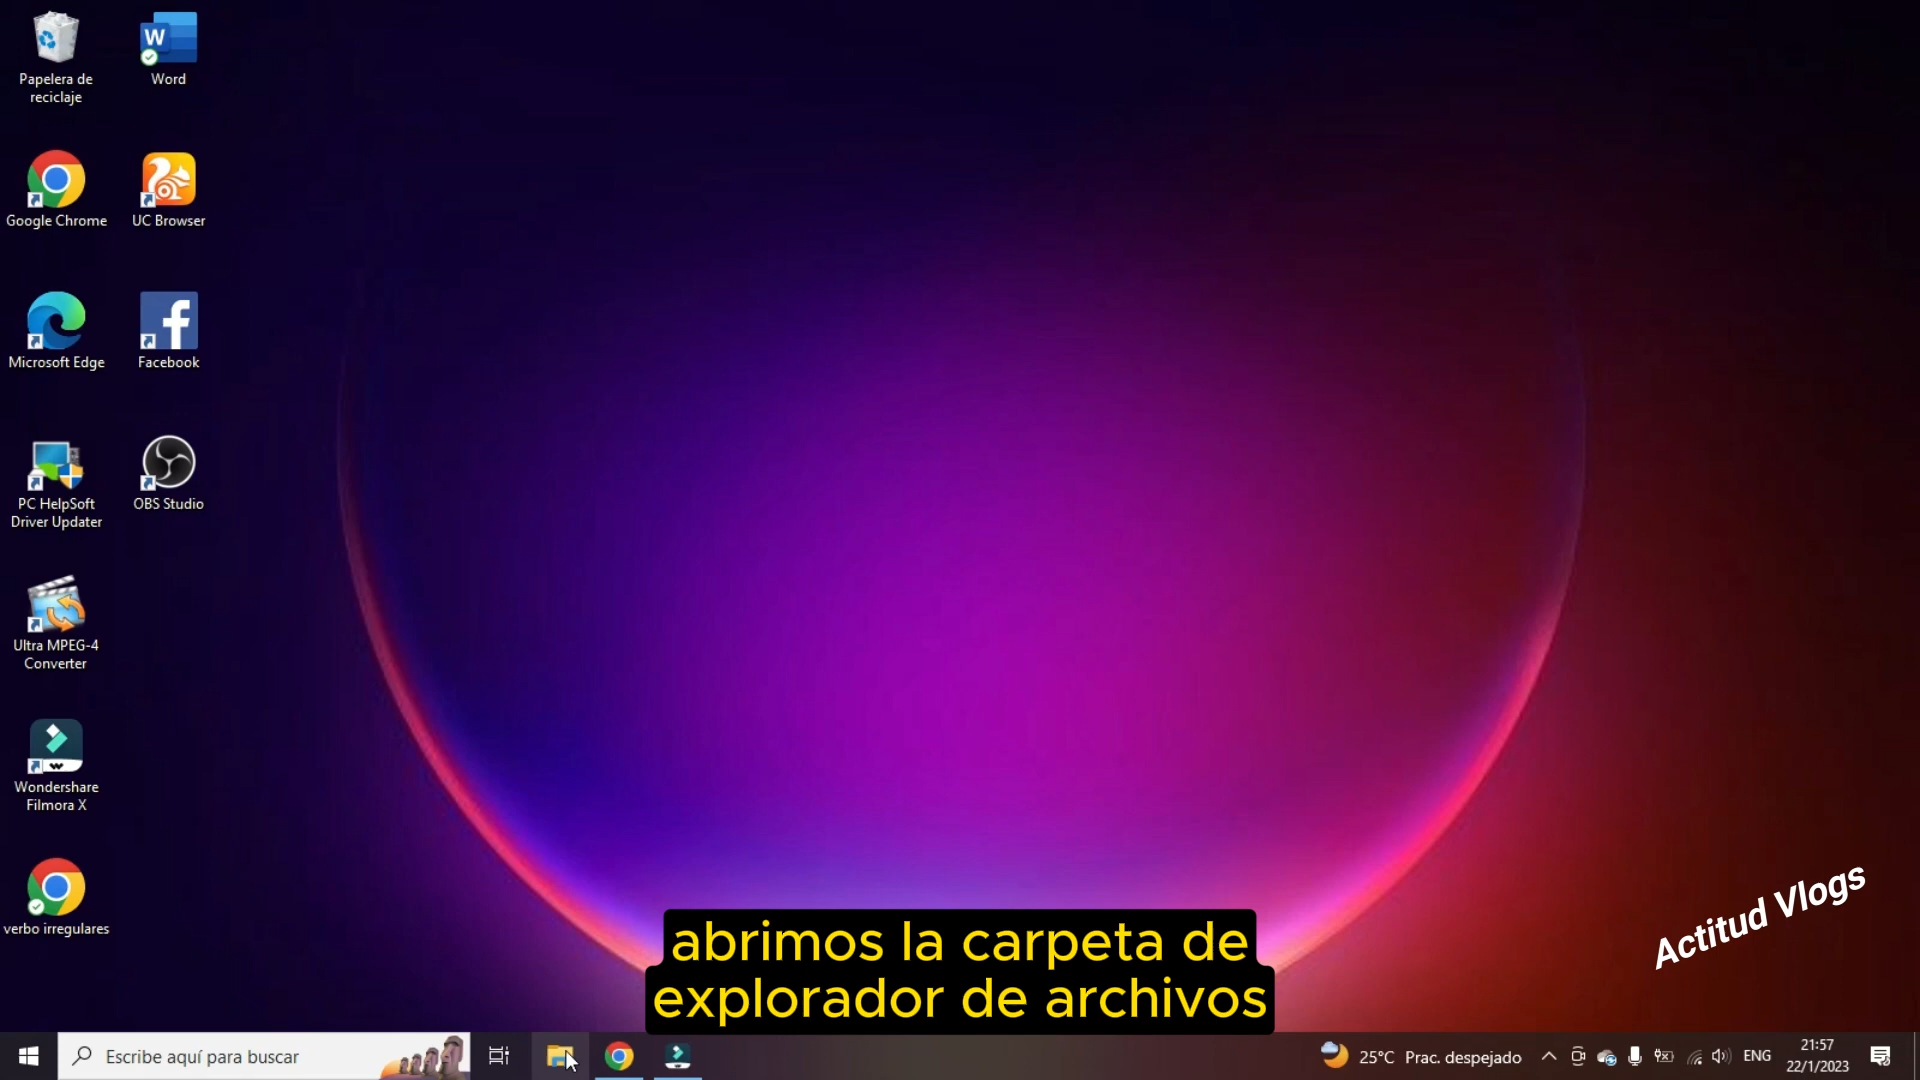 Papelera de
reciclaje
Word
Google Chrome
UC Browser
Microsoft Edge
Facebook
PC HelpSoft
Driver Updater
OBS Studio
Ultra MPEG-4
Converter
Wondershare
Filmora X
verbo irregulares
Actitud Vlogs
abrimos la carpeta de
explorador de archivos
Escribe aquí para buscar
25°C Prac. despejado
ENG
21:57
22/1/2023